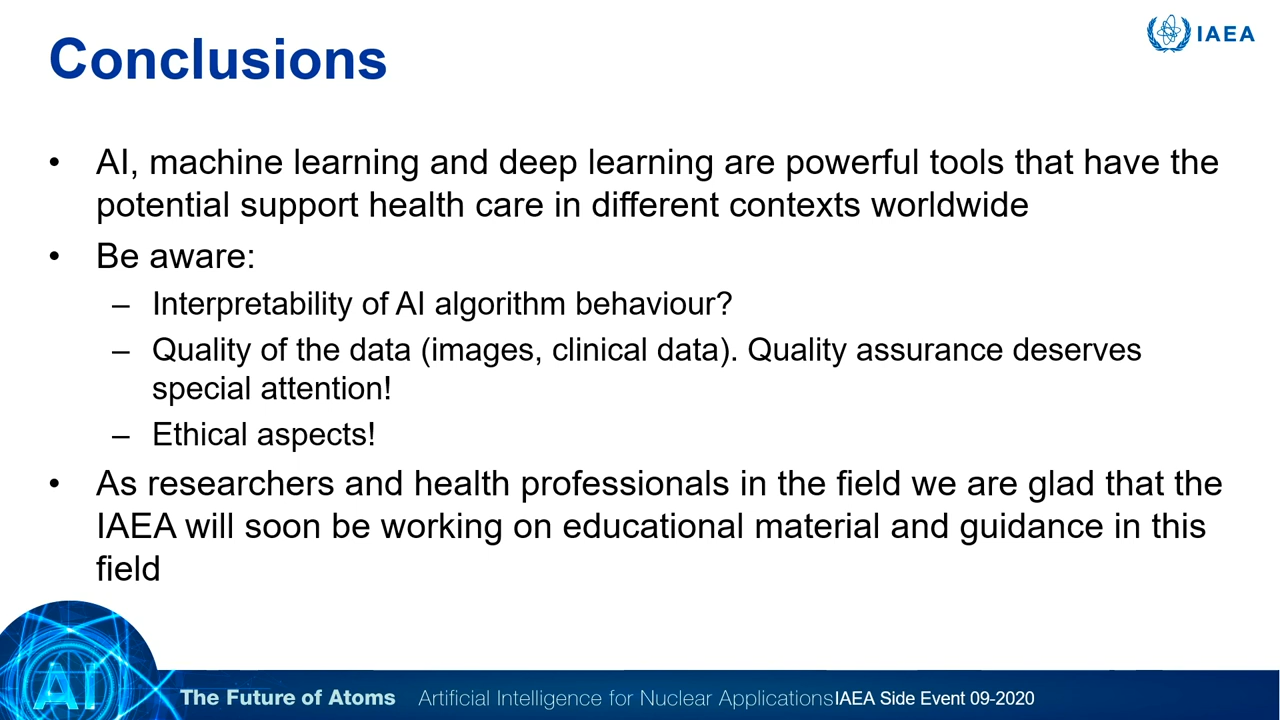 Conclusions
IAEA
• AI, machine learning and deep learning are powerful tools that have the
potential support health care in different contexts worldwide
• Be aware:
– Interpretability of AI algorithm behaviour?
– Quality of the data (images, clinical data). Quality assurance deserves
special attention!
– Ethical aspects!
• As researchers and health professionals in the field we are glad that the
IAEA will soon be working on educational material and guidance in this
field
AI
The Future of Atoms Artificial Intelligence for Nuclear Applications IAEA Side Event 09-2020